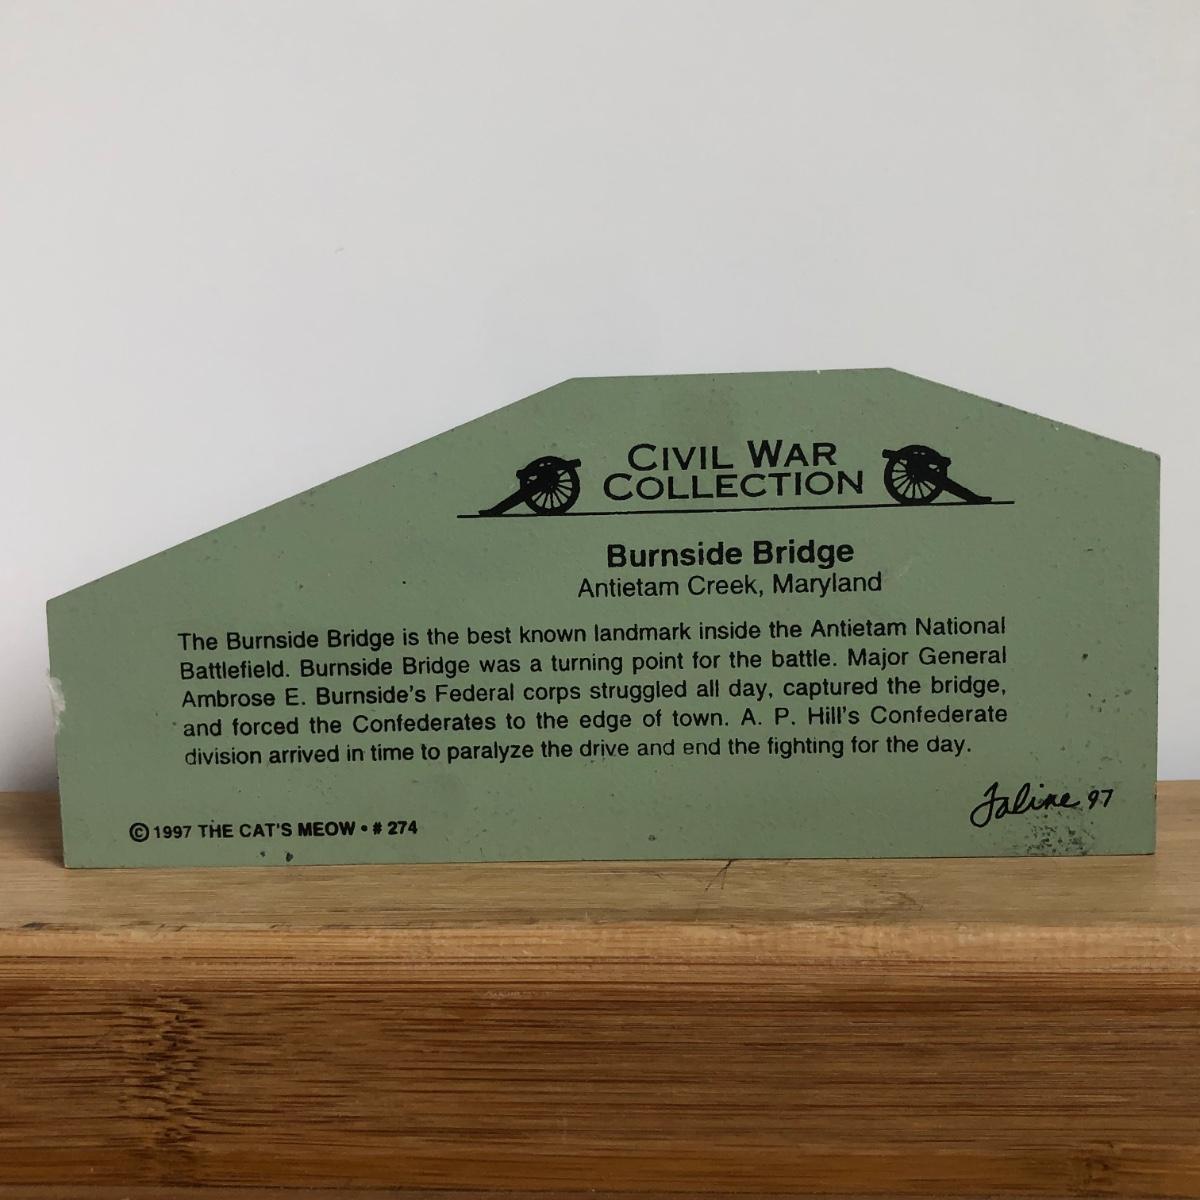 CIVIL WAR
COLLECTION
Burnside Bridge
Antietam Creek, Maryland
The Burnside Bridge is the best known landmark inside the Antietam National
Battlefield. Burnside Bridge was a turning point for the battle. Major General
Ambrose E. Burnside's Federal corps struggled all day, captured the bridge,
and forced the Confederates to the edge of town. A. P. Hill's Confederate
division arrived in time to paralyze the drive and end the fighting for the day.
Faline 97
© 1997 THE CAT'S MEOW • # 274